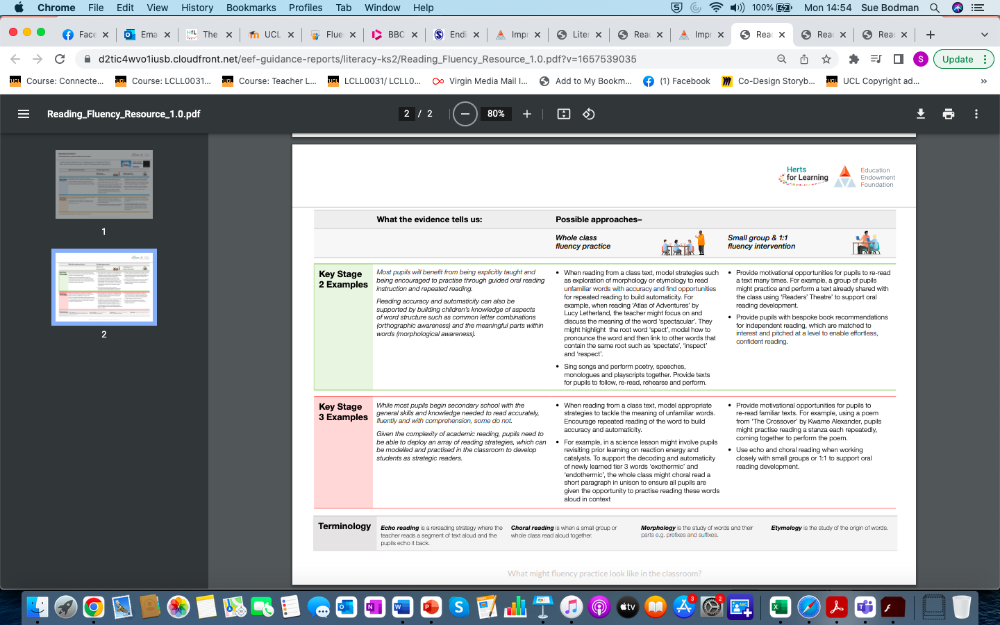 Chrome File Edit View History Bookmarks Profiles Tab Window Help 100% Mon 14:54 Sue Bodman
Face Ema The UCL Flue BBC Endi Impr Liter Read Impr Read Read Read
d2tic4wvo1iusb.cloudfront.net/eef-guidance-reports/literacy-ks2/Reading_Fluency_Resource_1.0.pdf?v=1657539035 S Update
Course: Connecte... Course: LCLL0031... Course: Teacher L... LCLL0031/ LCLL0... Virgin Media Mail I... Add to My Bookm... (1) Facebook Co-Design Storyb... UCL Copyright ad... »
Reading_Fluency_Resource_1.0.pdf 2 / 2 80%
1
2
Herts
for Learning
Education
Endowment
Foundation
What the evidence tells us:
Possible approaches–
Whole class
fluency practice
Small group & 1:1
fluency intervention
Key Stage
2 Examples
Most pupils will benefit from being explicitly taught and
being encouraged to practise through guided oral reading
instruction and repeated reading.
Reading accuracy and automaticity can also be
supported by building children's knowledge of aspects
of word structure such as common letter combinations
(orthographic awareness) and the meaningful parts within
words (morphological awareness).
• When reading from a class text, model strategies such
as exploration of morphology or etymology to read
unfamiliar words with accuracy and find opportunities
for repeated reading to build automaticity. For
example, when reading 'Atlas of Adventures' by
Lucy Letherland, the teacher might focus on and
discuss the meaning of the word 'spectacular'. They
might highlight the root word 'spect', model how to
pronounce the word and then link to other words that
contain the same root such as 'spectate', 'inspect'
and 'respect'.
• Sing songs and perform poetry, speeches,
monologues and playscripts together. Provide texts
for pupils to follow, re-read, rehearse and perform.
• Provide motivational opportunities for pupils to re-read
a text many times. For example, a group of pupils
might practice and perform a text already shared with
the class using 'Readers' Theatre' to support oral
reading development.
• Provide pupils with bespoke book recommendations
for independent reading, which are matched to
interest and pitched at a level to enable effortless,
confident reading.
Key Stage
3 Examples
While most pupils begin secondary school with the
general skills and knowledge needed to read accurately,
fluently and with comprehension, some do not.
Given the complexity of academic reading, pupils need to
be able to deploy an array of reading strategies, which can
be modelled and practised in the classroom to develop
students as strategic readers.
• When reading from a class text, model appropriate
strategies to tackle the meaning of unfamiliar words.
Encourage repeated reading of the word to build
accuracy and automaticity.
• For example, in a science lesson might involve pupils
revisiting prior learning on reaction energy and
catalysts. To support the decoding and automaticity
of newly learned tier 3 words 'exothermic' and
'endothermic', the whole class might choral read a
short paragraph in unison to ensure all pupils are
given the opportunity to practise reading these words
aloud in context
• Provide motivational opportunities for pupils to
re-read familiar texts. For example, using a poem
from 'The Crossover' by Kwame Alexander, pupils
might practise reading a stanza each repeatedly,
coming together to perform the poem.
• Use echo and choral reading when working
closely with small groups or 1:1 to support oral
reading development.
Terminology
Echo reading is a rereading strategy where the
teacher reads a segment of text aloud and the
pupils echo it back.
Choral reading is when a small group or
whole class read aloud together.
Morphology is the study of words and their
parts e.g. prefixes and suffixes.
Etymology is the study of the origin of words.
What might fluency practice look like in the classroom?
3 2 tv